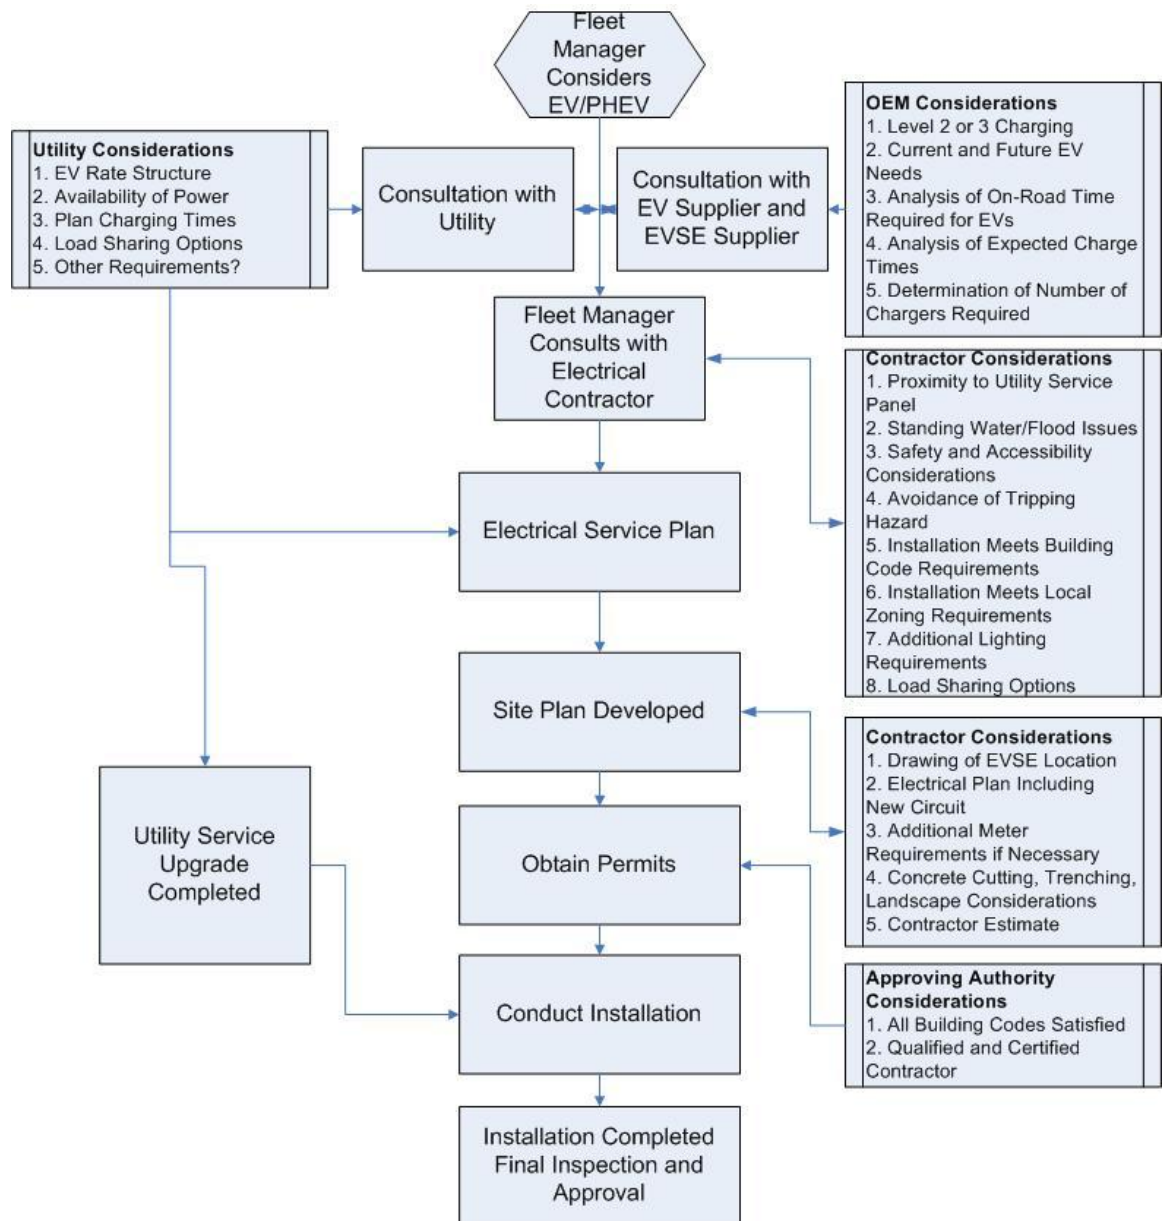 Fleet
Manager
Considers
EV/PHEV
Utility Considerations
1. EV Rate Structure
2. Availability of Power
3. Plan Charging Times
4. Load Sharing Options
5. Other Requirements?
Consultation with
Utility
Consultation with
EV Supplier and
EVSE Supplier
OEM Considerations
1. Level 2 or 3 Charging
2. Current and Future EV
Needs
3. Analysis of On-Road Time
Required for EVs
4. Analysis of Expected Charge
Times
5. Determination of Number of
Chargers Required
Fleet Manager
Consults with
Electrical
Contractor
Contractor Considerations
1. Proximity to Utility Service
Panel
2. Standing Water/Flood Issues
3. Safety and Accessibility
Considerations
4. Avoidance of Tripping
Hazard
5. Installation Meets Building
Code Requirements
6. Installation Meets Local
Zoning Requirements
7. Additional Lighting
Requirements
8. Load Sharing Options
Electrical Service Plan
Site Plan Developed
Contractor Considerations
1. Drawing of EVSE Location
2. Electrical Plan Including
New Circuit
3. Additional Meter
Requirements if Necessary
4. Concrete Cutting, Trenching,
Landscape Considerations
5. Contractor Estimate
Utility Service
Upgrade
Completed
Obtain Permits
Approving Authority
Considerations
1. All Building Codes Satisfied
2. Qualified and Certified
Contractor
Conduct Installation
Installation Completed
Final Inspection and
Approval